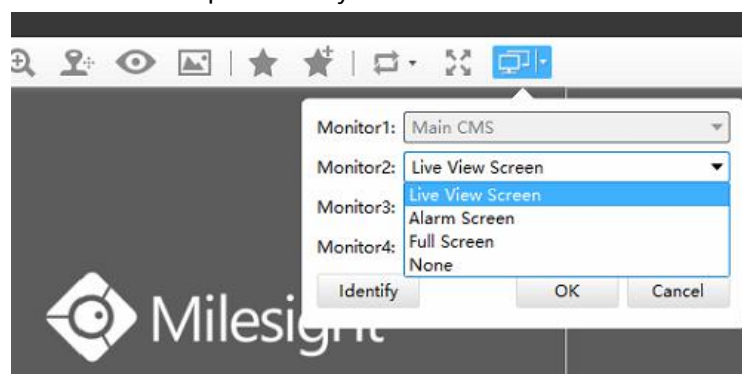 Monitor1: Main CMS
Monitor2: Live View Screen
Live View Screen
Monitor3:
Alarm Screen
Monitor4: Full Screen
None
Identify OK Cancel
Milesight